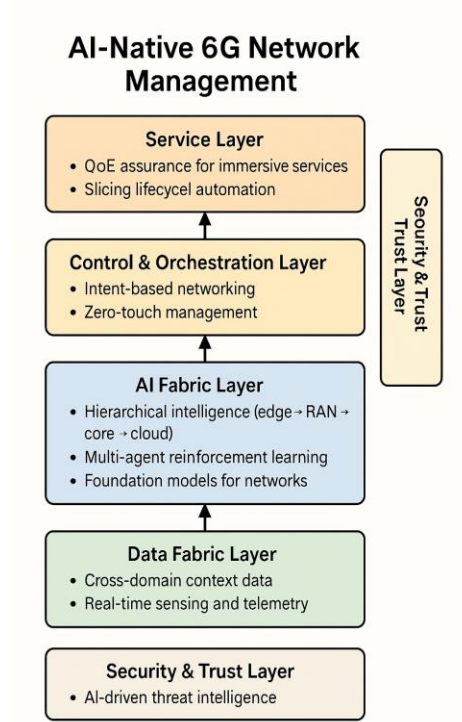 AI-Native 6G Network
Management
Service Layer
• QoE assurance for immersive services
• Slicing lifecycel automation
Control & Orchestration Layer
• Intent-based networking
• Zero-touch management
AI Fabric Layer
• Hierarchical intelligence (edge→RAN→
core→cloud)
• Multi-agent reinforcement learning
• Foundation models for networks
Data Fabric Layer
• Cross-domain context data
• Real-time sensing and telemetry
Security & Trust Layer
• AI-driven threat intelligence
Seourity & Trust
Trust Layer